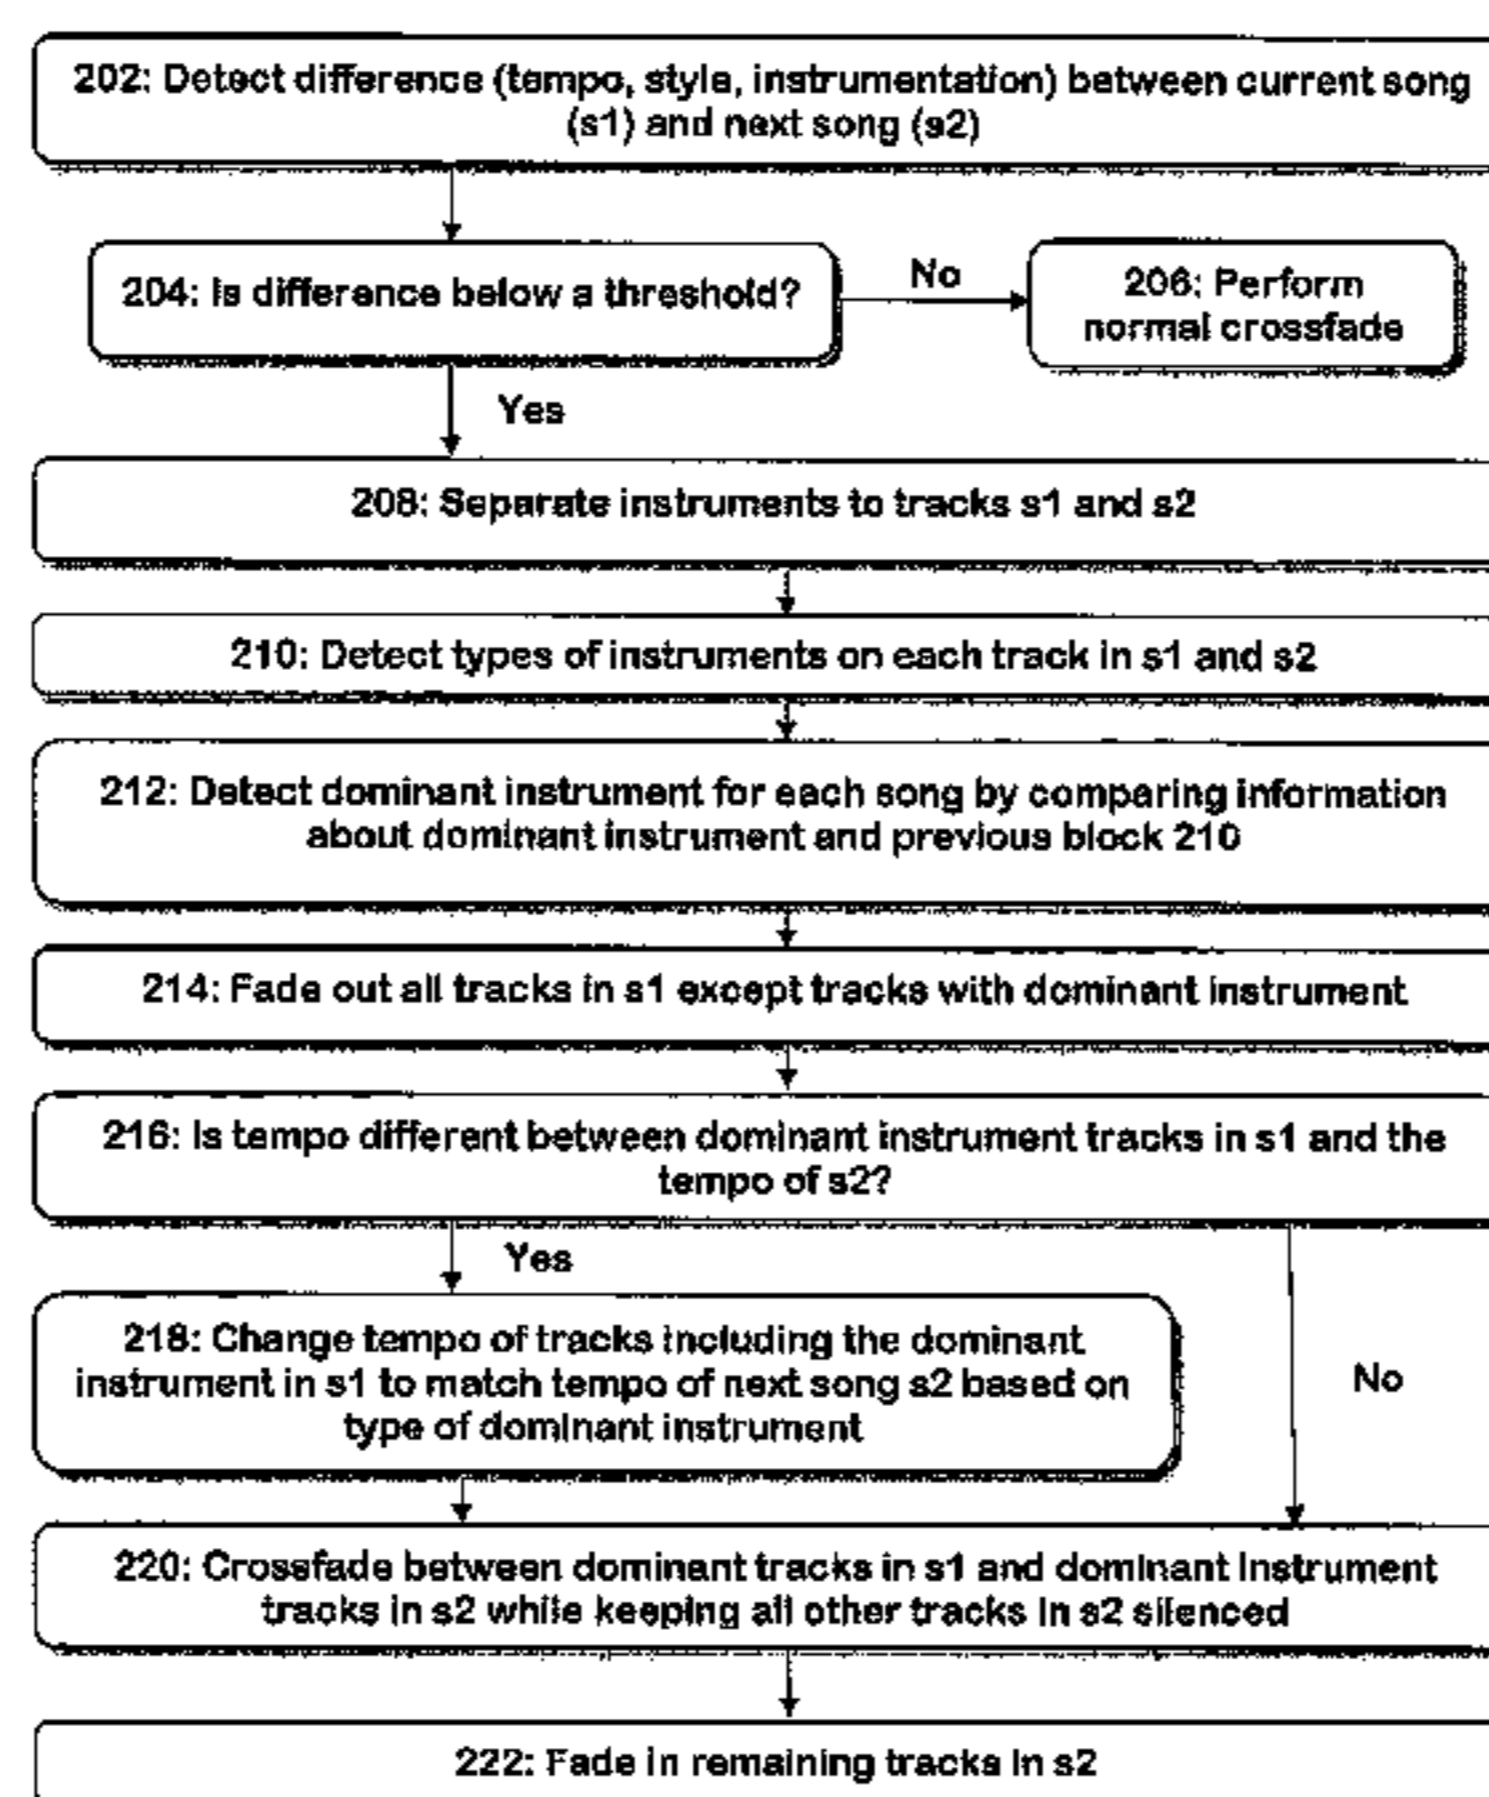 202: Detect difference (tempo, style, instrumentation) between current song
(s1) and next song (s2)
204: Is difference below a threshold?
No
206: Perform
normal crossfade
Yes
208: Separate instruments to tracks s1 and s2
210: Detect types of instruments on each track in s1 and s2
212: Detect dominant instrument for each song by comparing information
about dominant instrument and previous block 210
214: Fade out all tracks in s1 except tracks with dominant instrument
216: Is tempo different between dominant instrument tracks in s1 and the
tempo of s2?
Yes
218: Change tempo of tracks including the dominant
instrument in s1 to match tempo of next song s2 based on
type of dominant instrument
No
220: Crossfade between dominant tracks in s1 and dominant instrument
tracks in s2 while keeping all other tracks in s2 silenced
222: Fade in remaining tracks in s2